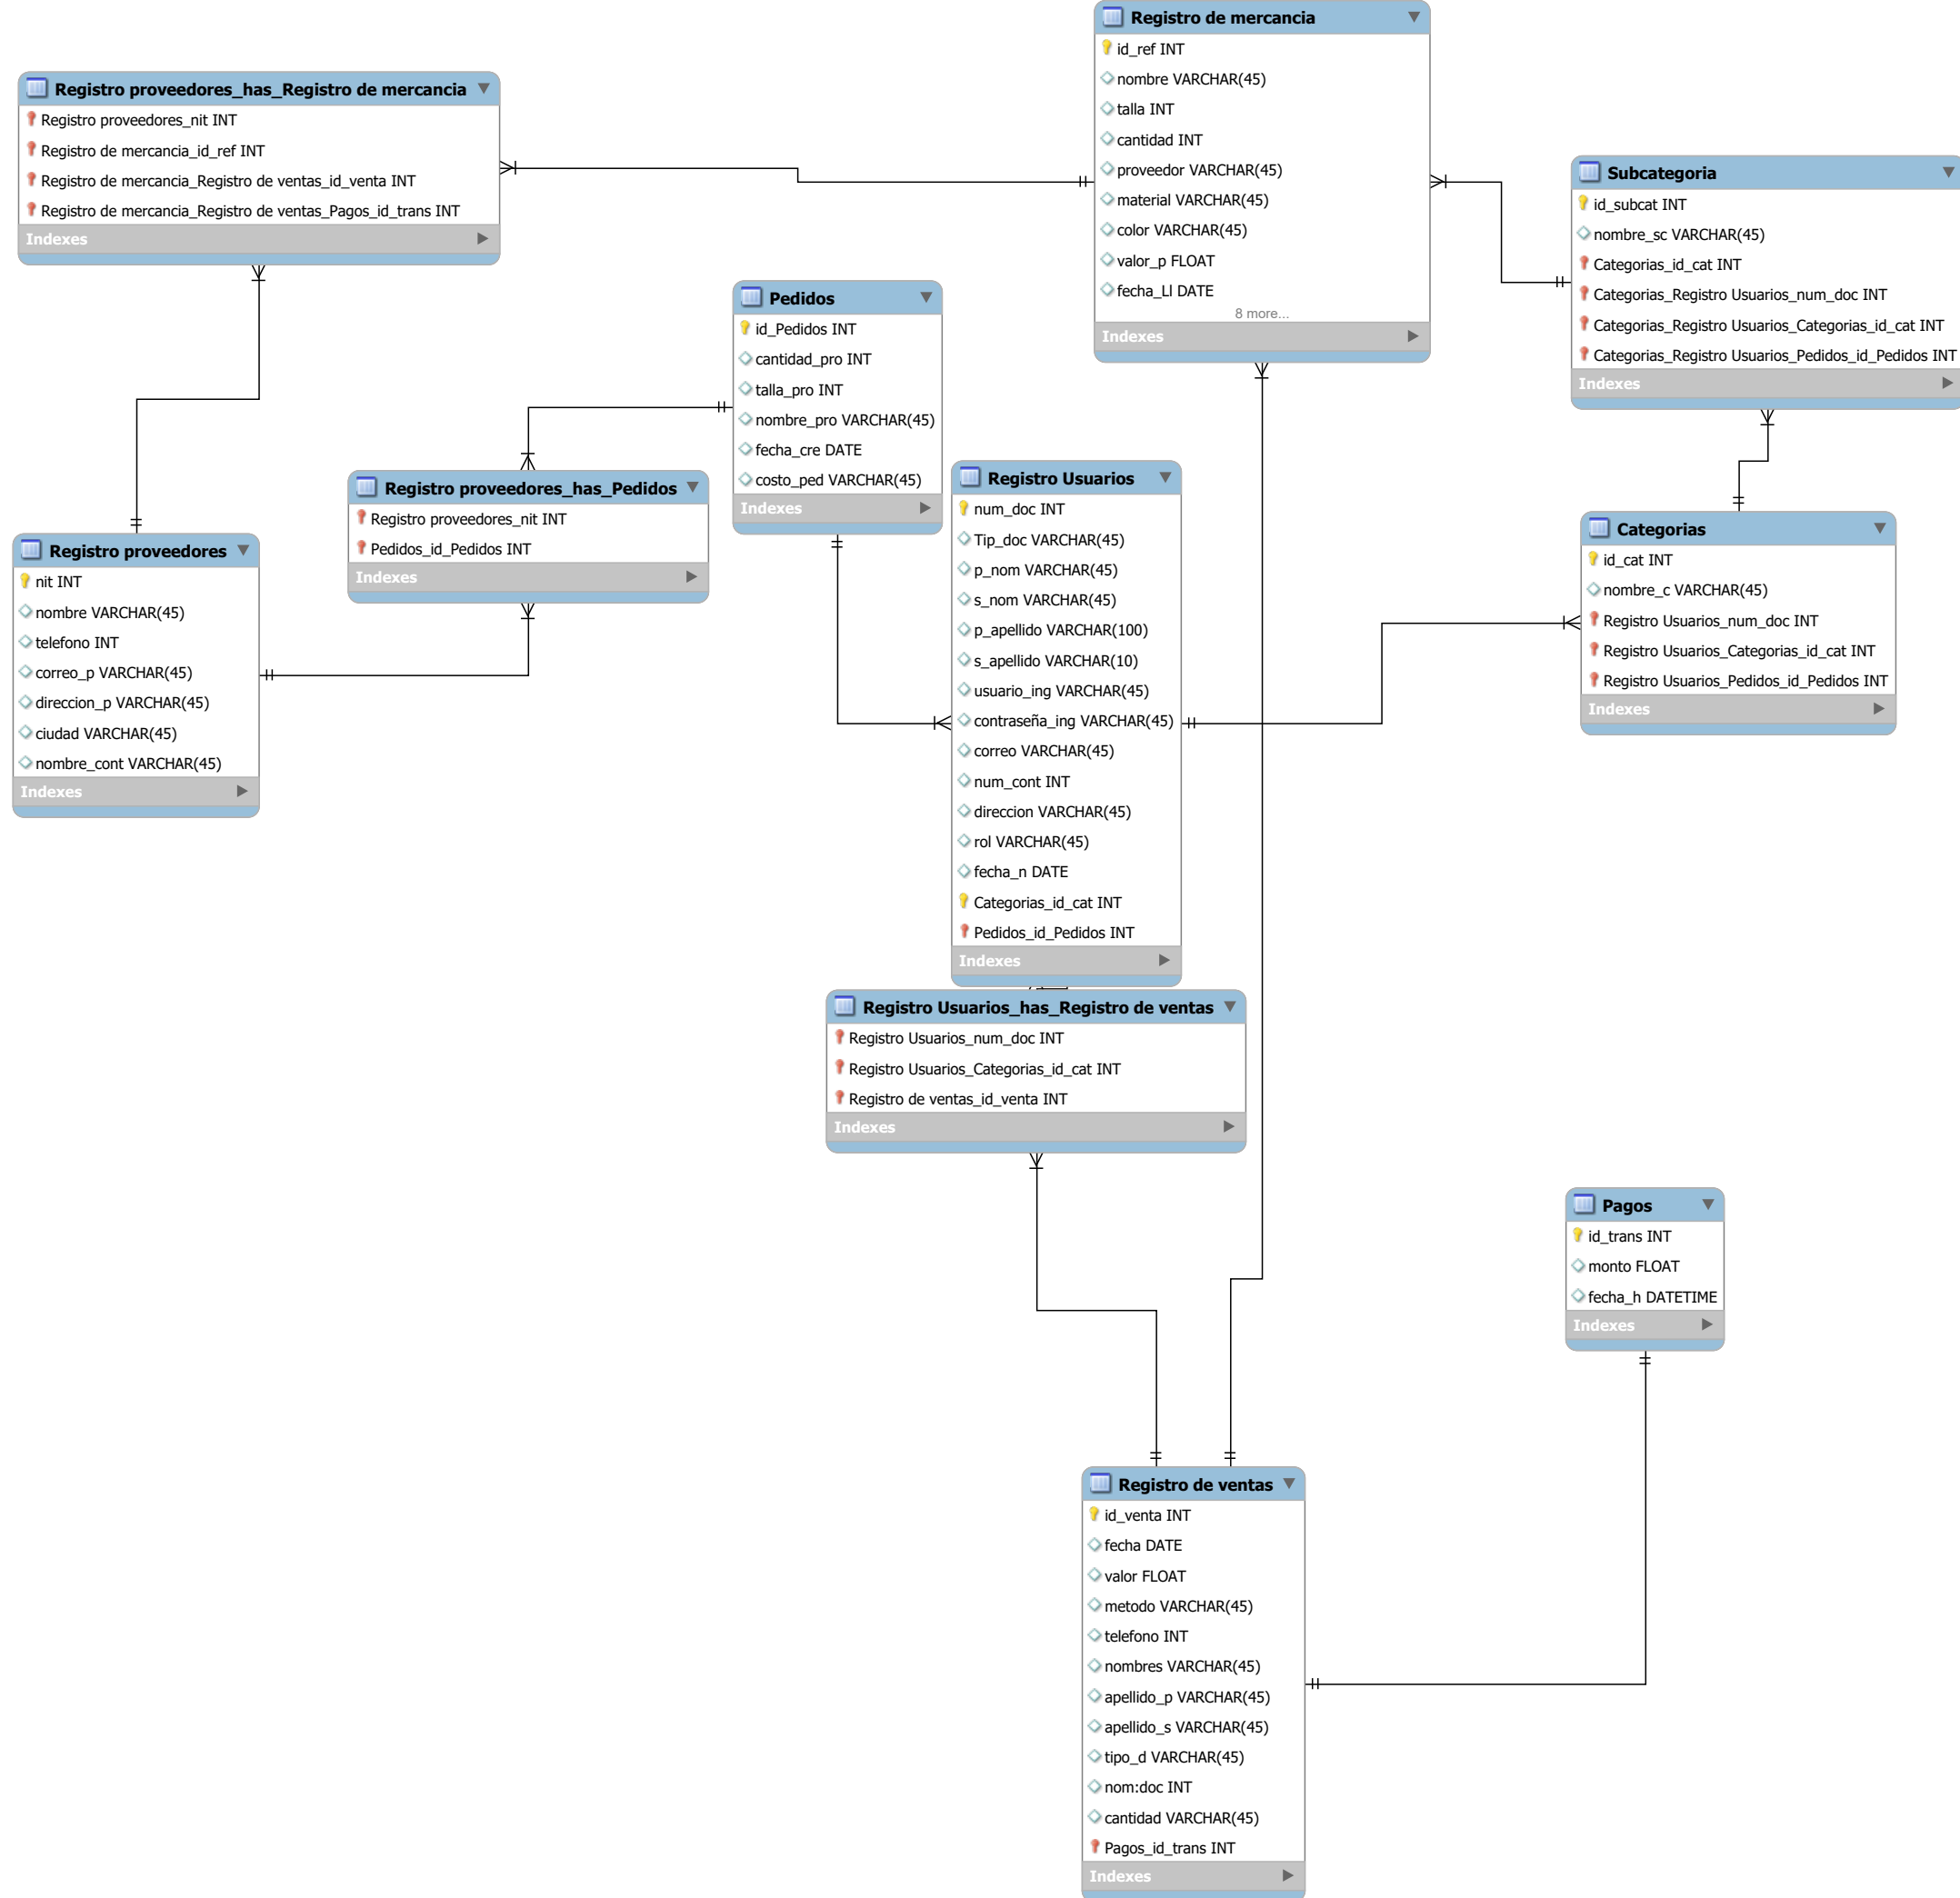 Registro de mercancia
id_ref INT
nombre VARCHAR(45)
talla INT
cantidad INT
proveedor VARCHAR(45)
material VARCHAR(45)
color VARCHAR(45)
valor_p FLOAT
fecha_Ll DATE
8 more...
Indexes
Registro proveedores_has_Registro de mercancia
Registro proveedores_nit INT
Registro de mercancia_id_ref INT
Registro de mercancia_Registro de ventas_id_venta INT
Registro de mercancia_Registro de ventas_Pagos_id_trans INT
Indexes
Subcategoria
id_subcat INT
nombre_sc VARCHAR(45)
Categorias_id_cat INT
Categorias_Registro Usuarios_num_doc INT
Categorias_Registro Usuarios_Categorias_id_cat INT
Categorias_Registro Usuarios_Pedidos_id_Pedidos INT
Indexes
Pedidos
id_Pedidos INT
cantidad_pro INT
talla_pro INT
nombre_pro VARCHAR(45)
fecha_cre DATE
costo_ped VARCHAR(45)
Indexes
Registro proveedores_has_Pedidos
Registro proveedores_nit INT
Pedidos_id_Pedidos INT
Indexes
Registro Usuarios
num_doc INT
Tip_doc VARCHAR(45)
p_nom VARCHAR(45)
s_nom VARCHAR(45)
p_apellido VARCHAR(100)
s_apellido VARCHAR(10)
usuario_ing VARCHAR(45)
contraseña_ing VARCHAR(45)
correo VARCHAR(45)
num_cont INT
direccion VARCHAR(45)
rol VARCHAR(45)
fecha_n DATE
Categorias_id_cat INT
Pedidos_id_Pedidos INT
Indexes
Categorias
id_cat INT
nombre_c VARCHAR(45)
Registro Usuarios_num_doc INT
Registro Usuarios_Categorias_id_cat INT
Registro Usuarios_Pedidos_id_Pedidos INT
Indexes
Registro proveedores
nit INT
nombre VARCHAR(45)
telefono INT
correo_p VARCHAR(45)
direccion_p VARCHAR(45)
ciudad VARCHAR(45)
nombre_cont VARCHAR(45)
Indexes
Registro Usuarios_has_Registro de ventas
Registro Usuarios_num_doc INT
Registro Usuarios_Categorias_id_cat INT
Registro de ventas_id_venta INT
Indexes
Pagos
id_trans INT
monto FLOAT
fecha_h DATETIME
Indexes
Registro de ventas
id_venta INT
fecha DATE
valor FLOAT
metodo VARCHAR(45)
telefono INT
nombres VARCHAR(45)
apellido_p VARCHAR(45)
apellido_s VARCHAR(45)
tipo_d VARCHAR(45)
nom:doc INT
cantidad VARCHAR(45)
Pagos_id_trans INT
Indexes